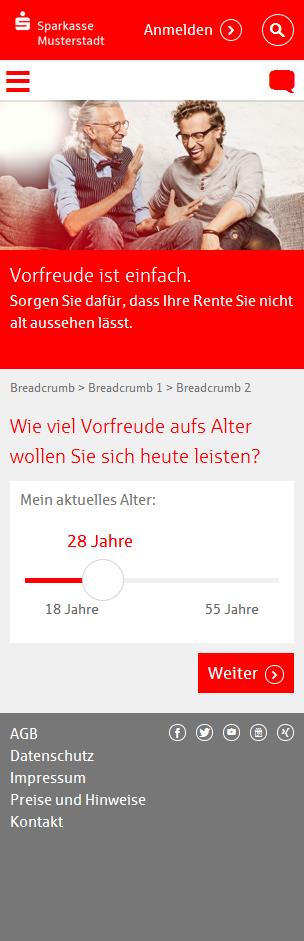 Sparkasse
Musterstadt
Anmelden
Vorfreude ist einfach.
Sorgen Sie dafür, dass Ihre Rente Sie nicht
alt aussehen lässt.
Breadcrumb > Breadcrumb 1 > Breadcrumb 2
Wie viel Vorfreude aufs Alter
wollen Sie sich heute leisten?
Mein aktuelles Alter:
28 Jahre
18 Jahre 55 Jahre
Weiter
AGB
Datenschutz
Impressum
Preise und Hinweise
Kontakt